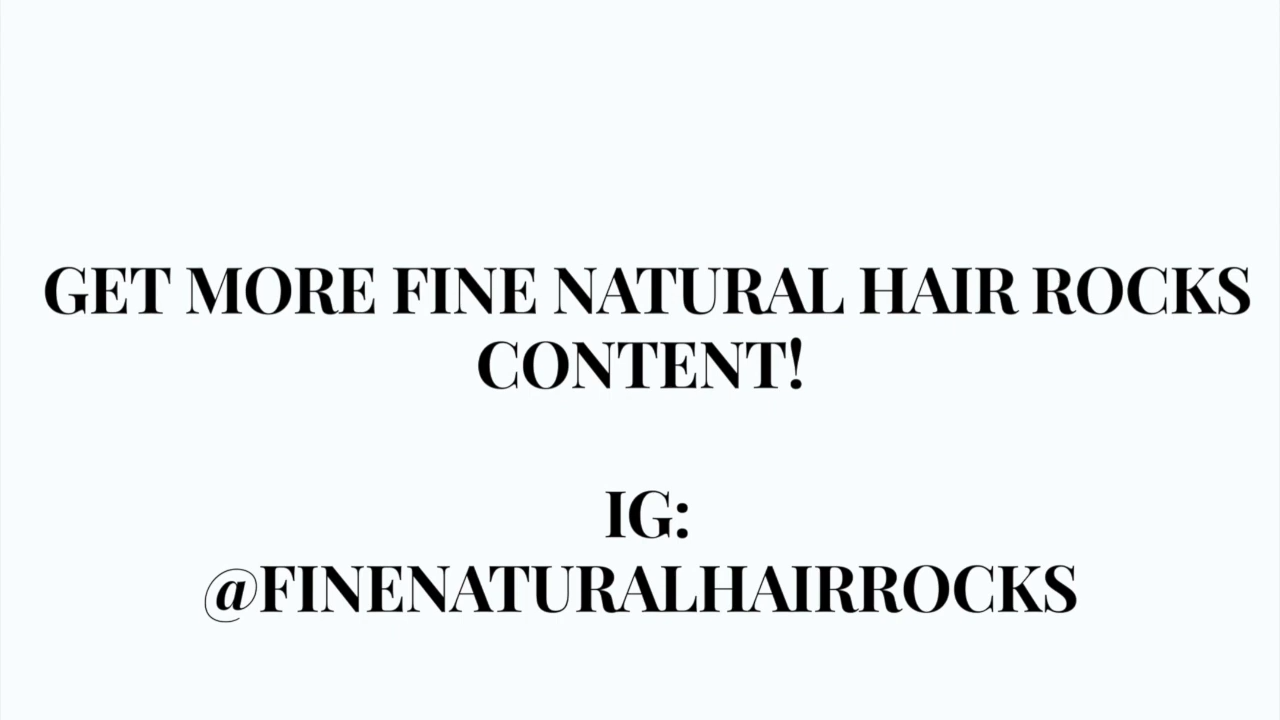 GET MORE FINE NATURAL HAIR ROCKS
CONTENT!
IG:
@FINENATURALHAIRROCKS